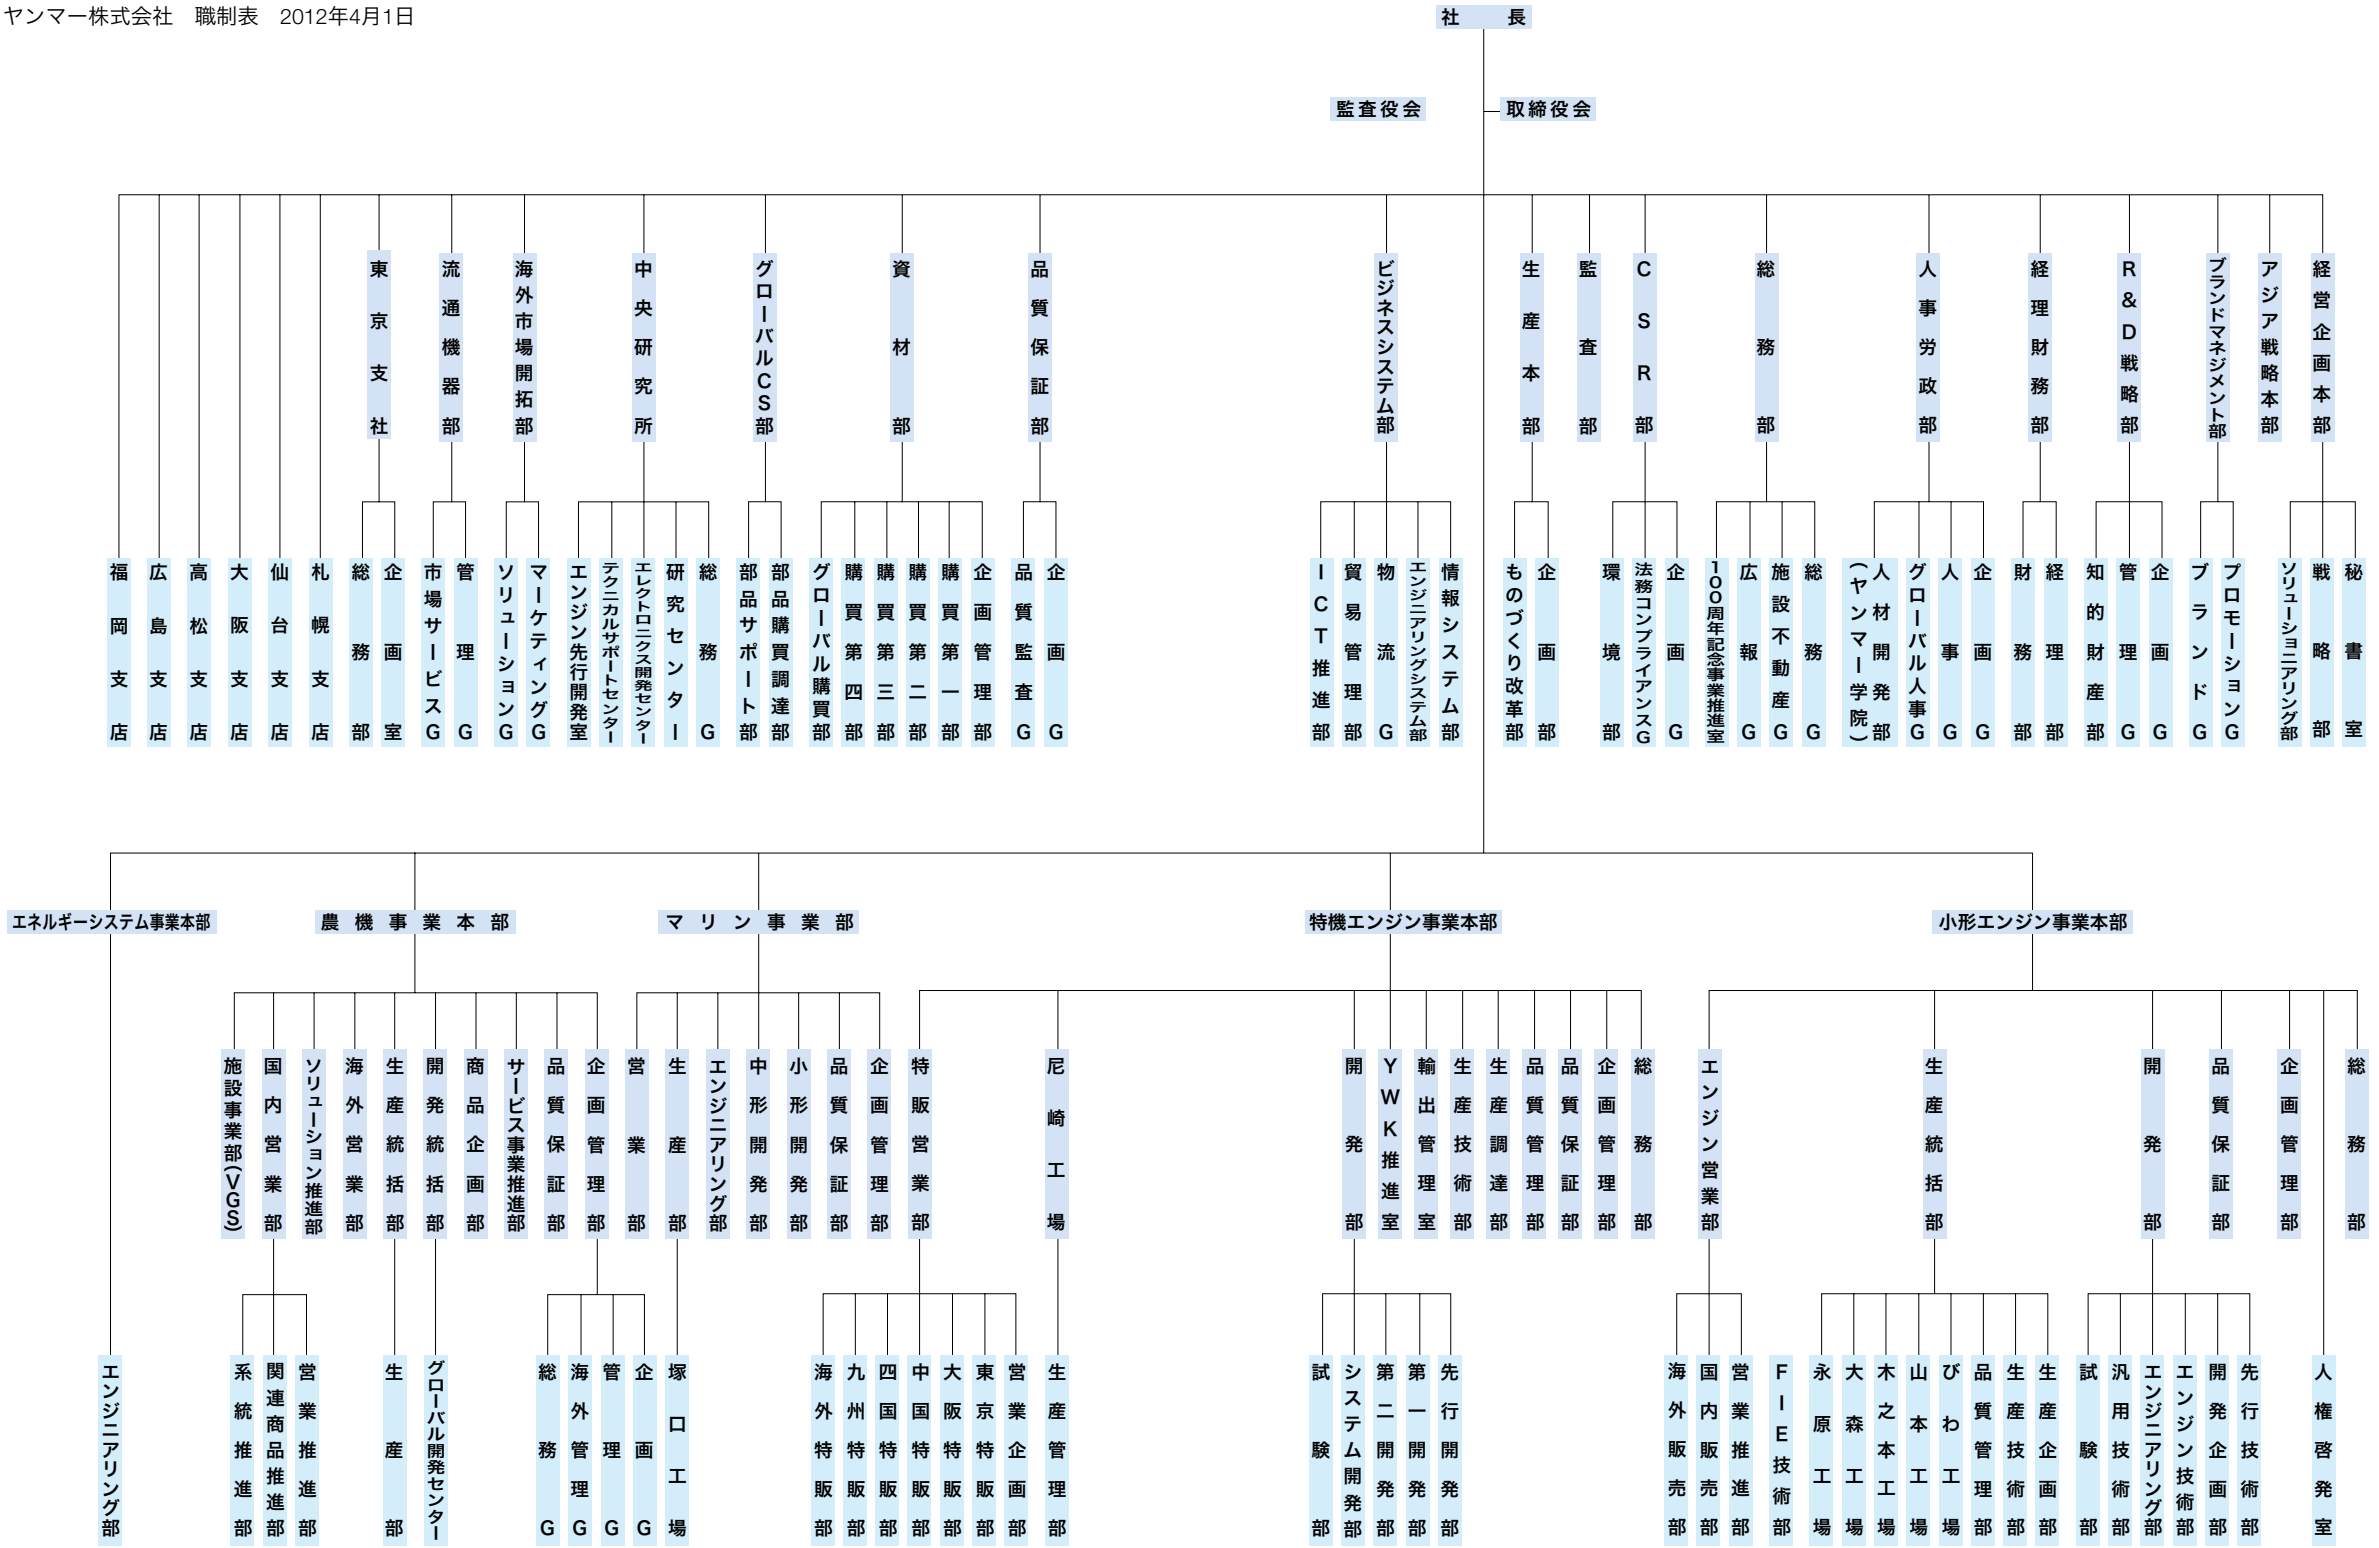 ヤンマー株式会社　職制表　2012年4月1日
社長
監査役会
取締役会
東京支社
流通機器部
海外市場開拓部
中央研究所
グローバルCS部
資材部
品質保証部
ビジネスシステム部
生産本部
監査部
CSR部
総務部
人事労政部
経理財務部
R&D戦略部
ブランドマネジメント部
アジア戦略本部
経営企画本部
福岡支店
広島支店
高松支店
大阪支店
仙台支店
札幌支店
総務部
企画室
市場サービスG
管理G
ソリューションG
マーケティングG
エンジン先行開発室
テクニカルサポートセンター
エレクトロニクス開発センター
研究センター
総務G
部品サポート部
部品購買調達部
グローバル購買部
購買第四部
購買第三部
購買第二部
購買第一部
企画管理部
品質監査G
企画G
ICT推進部
貿易管理部
物流G
エンジニアリングシステム部
情報システム部
ものづくり改革部
企画部
環境部
法務コンプライアンスG
企画G
100周年記念事業推進室
広報G
施設不動産G
総務G
人材開発部
(ヤンマー学院)
グローバル人事G
人事G
企画G
財務部
経理部
知的財産部
管理G
企画G
ブランドG
プロモーションG
ソリューショニアリング部
戦略部
秘書室
エネルギーシステム事業本部
農機事業本部
マリン事業部
特機エンジン事業本部
小形エンジン事業本部
施設事業部(VGS)
国内営業部
ソリューション推進部
海外営業部
生産統括部
開発統括部
商品企画部
サービス事業推進部
品質保証部
企画管理部
営業部
生産部
エンジニアリング部
中形開発部
小形開発部
品質保証部
企画管理部
特販営業部
尼崎工場
開発部
YWK推進室
輸出管理室
生産技術部
生産調達部
品質管理部
品質保証部
企画管理部
総務部
エンジン営業部
生産統括部
開発部
品質保証部
企画管理部
総務部
エンジニアリング部
系統推進部
関連商品推進部
営業推進部
生産部
グローバル開発センター
総務G
海外管理G
管理G
企画G
塚口工場
海外特販部
九州特販部
四国特販部
中国特販部
大阪特販部
東京特販部
営業企画部
生産管理部
試験部
システム開発部
第二開発部
第一開発部
先行開発部
海外販売部
国内販売部
営業推進部
FIE技術部
永原工場
大森工場
木之本工場
山本工場
びわ工場
品質管理部
生産技術部
生産企画部
試験部
汎用技術部
エンジニアリング部
エンジン技術部
開発企画部
先行技術部
人権啓発室